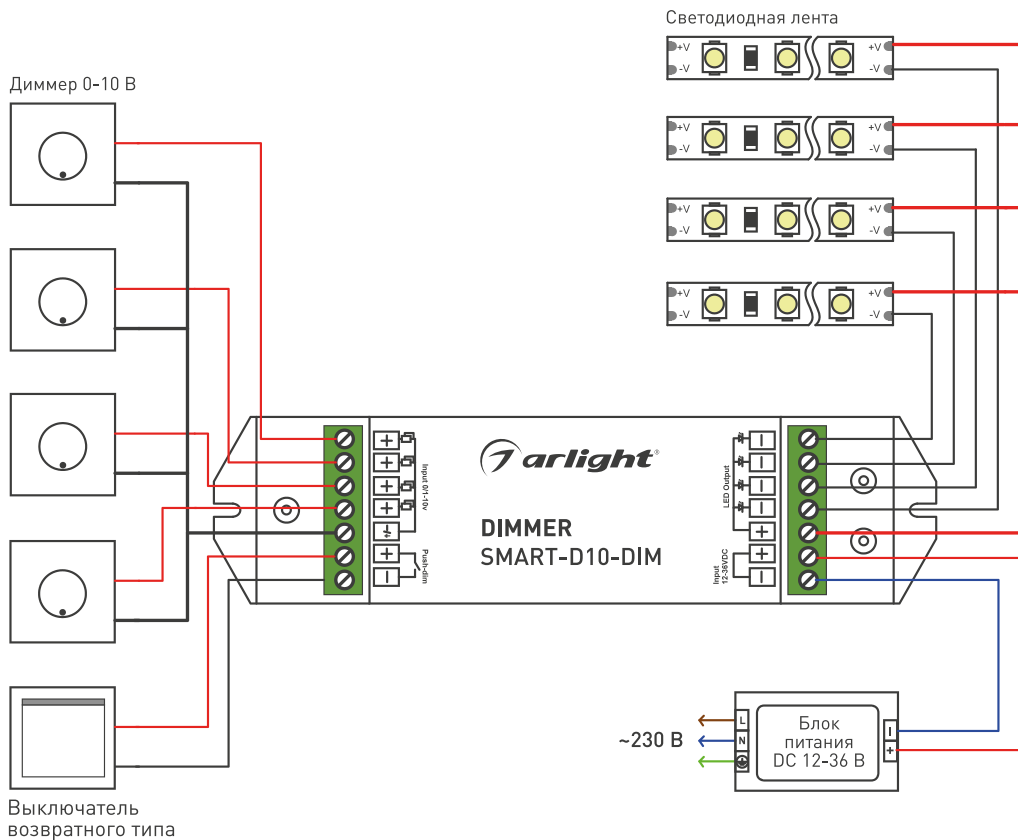 Светодиодная лента
+V +V
-V -V
+V +V
-V -V
+V +V
-V -V
+V +V
-V -V
Диммер 0-10 В
Input 0/1-10v
Push-dim
arlight®
DIMMER
SMART-D10-DIM
LED Output
Input
12-36VDC
~230 В
L
N
Блок
питания
DC 12-36 В
Выключатель
возвратного типа